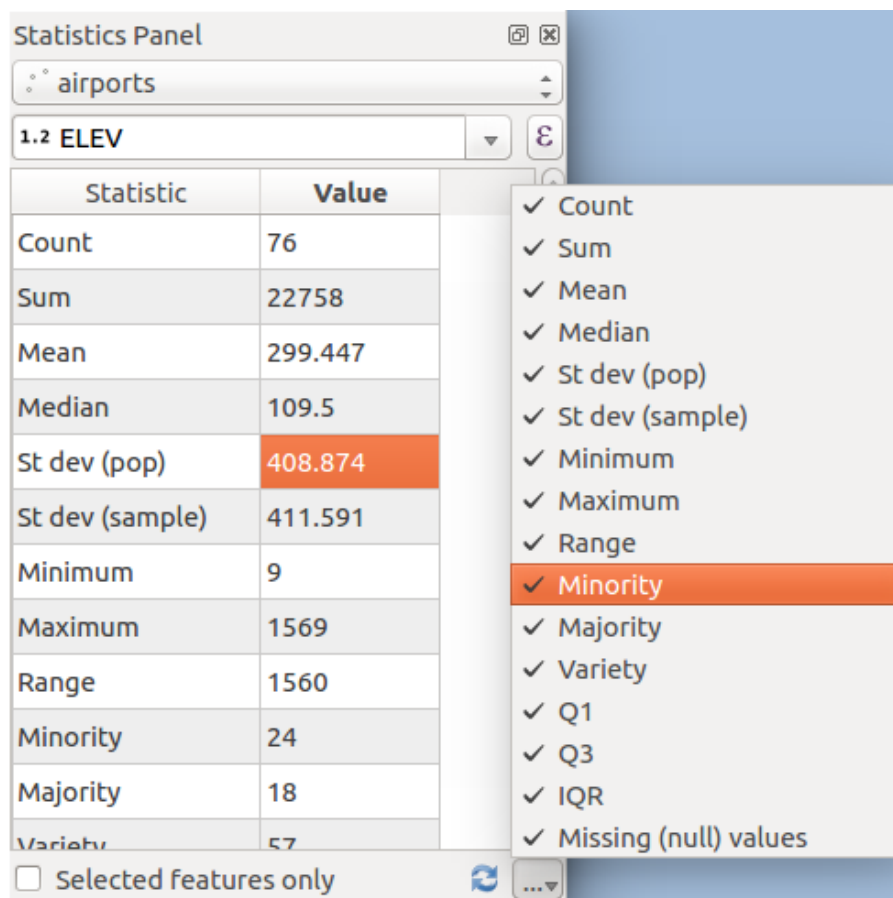 Statistics Panel
airports
1.2 ELEV ε
Statistic Value
Count 76
Sum 22758
Mean 299.447
Median 109.5
St dev (pop) 408.874
St dev (sample) 411.591
Minimum 9
Maximum 1569
Range 1560
Minority 24
Majority 18
Variety 57
Selected features only
...
Count
Sum
Mean
Median
St dev (pop)
St dev (sample)
Minimum
Maximum
Range
Minority
Majority
Variety
Q1
Q3
IQR
Missing (null) values